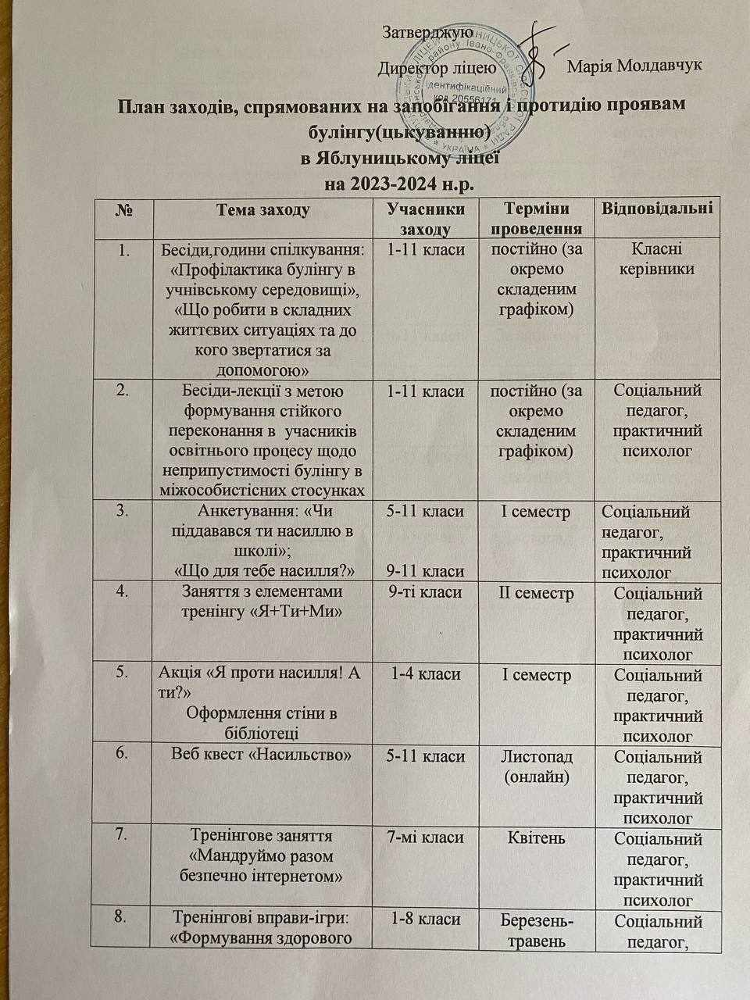 Затверджую
Директор ліцею Марія Молдавчук
ідентифікаційний
код 20556171
УКРАЇНА
План заходів, спрямованих на запобігання і протидію проявам
булінгу(цькуванню)
в Яблуницькому ліцеї
на 2023-2024 н.р.
№ Тема заходу Учасники заходу Терміни проведення Відповідальні
1.
Бесіди,години спілкування:
«Профілактика булінгу в
учнівському середовищі»,
«Що робити в складних
життєвих ситуаціях та до
кого звертатися за
допомогою»
1-11 класи
постійно (за
окремо
складеним
графіком)
Класні
керівники
2.
Бесіди-лекції з метою
формування стійкого
переконання в учасників
освітнього процесу щодо
неприпустимості булінгу в
міжособистісних стосунках
1-11 класи
постійно (за
окремо
складеним
графіком)
Соціальний
педагог,
практичний
психолог
3.
Анкетування: «Чи
піддавався ти насиллю в
школі»;
«Що для тебе насилля?»
5-11 класи
9-11 класи
І семестр
Соціальний
педагог,
практичний
психолог
4.
Заняття з елементами
тренінгу «Я+Ти+Ми»
9-ті класи
ІІ семестр
Соціальний
педагог,
практичний
психолог
5.
Акція «Я проти насилля! А
ти?»
Оформлення стіни в
бібліотеці
1-4 класи
І семестр
Соціальний
педагог,
практичний
психолог
6.
Веб квест «Насильство»
5-11 класи
Листопад
(онлайн)
Соціальний
педагог,
практичний
психолог
7.
Тренінгове заняття
«Мандруймо разом
безпечно інтернетом»
7-мі класи
Квітень
Соціальний
педагог,
практичний
психолог
8.
Тренінгові вправи-ігри:
«Формування здорового
1-8 класи
Березень-
травень
Соціальний
педагог,